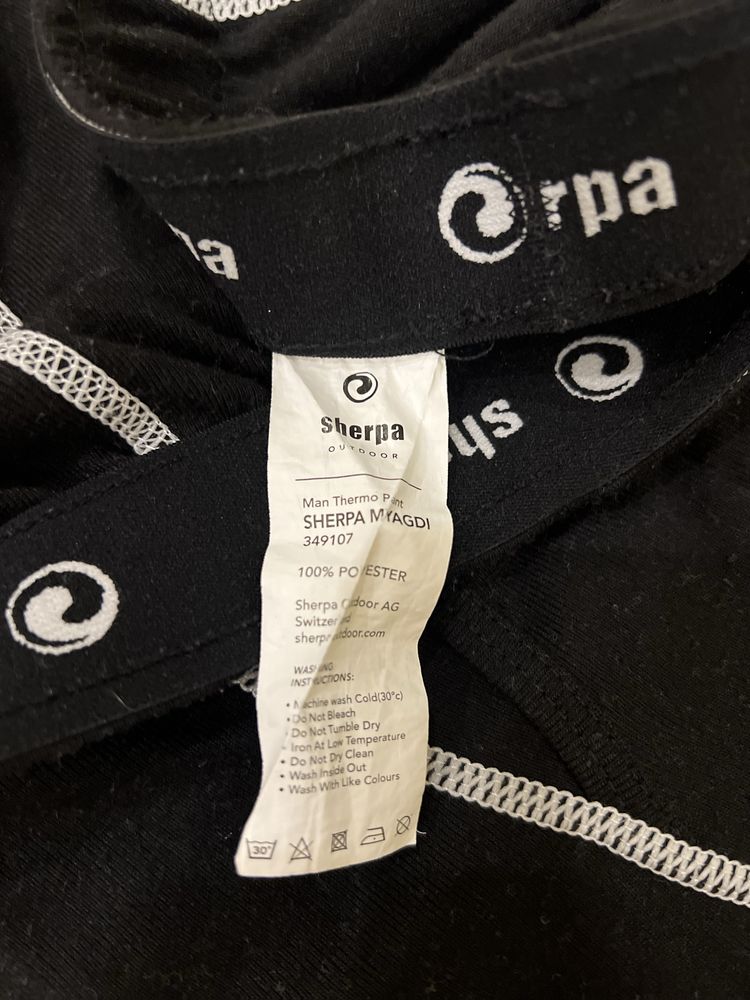 rpa
pa
sh
sherpa
OUTDOOR
Man Thermo Pant
SHERPA MYAGDI
349107
100% POLYESTER
Sherpa Outdoor AG
Switzerland
sherpaoutdoor.com
WASHING
INSTRUCTIONS:
• Machine wash Cold(30°c)
• Do Not Bleach
• Do Not Tumble Dry
• Iron At Low Temperature
• Do Not Dry Clean
• Wash Inside Out
• Wash With Like Colours
30°